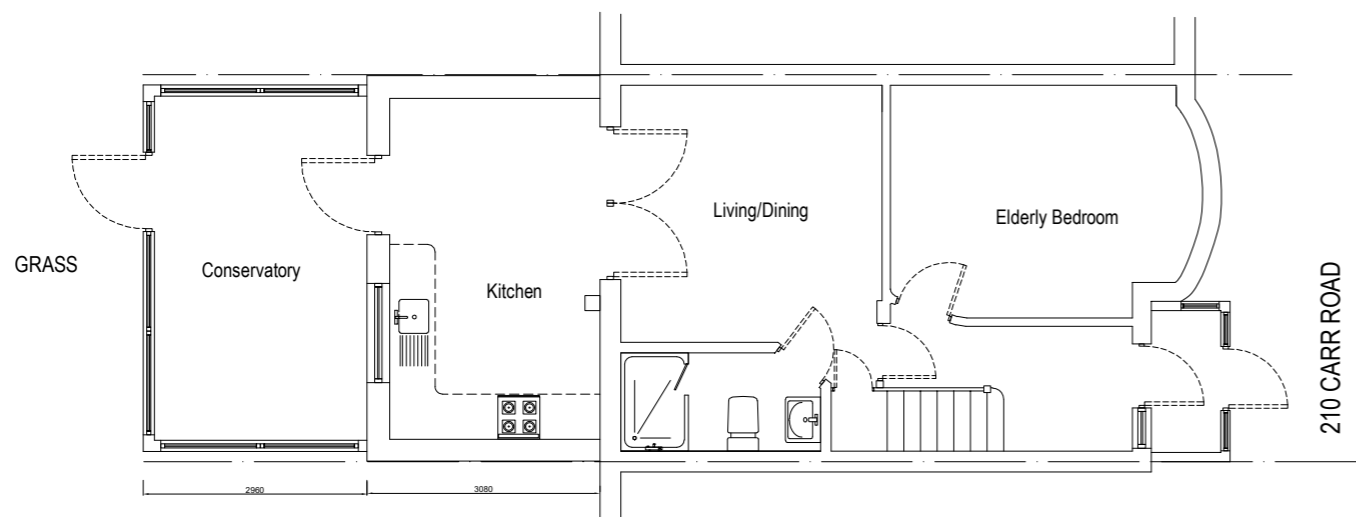 Living/Dining
Elderly Bedroom
GRASS
Conservatory
Kitchen
210 CARR ROAD
2960
3080